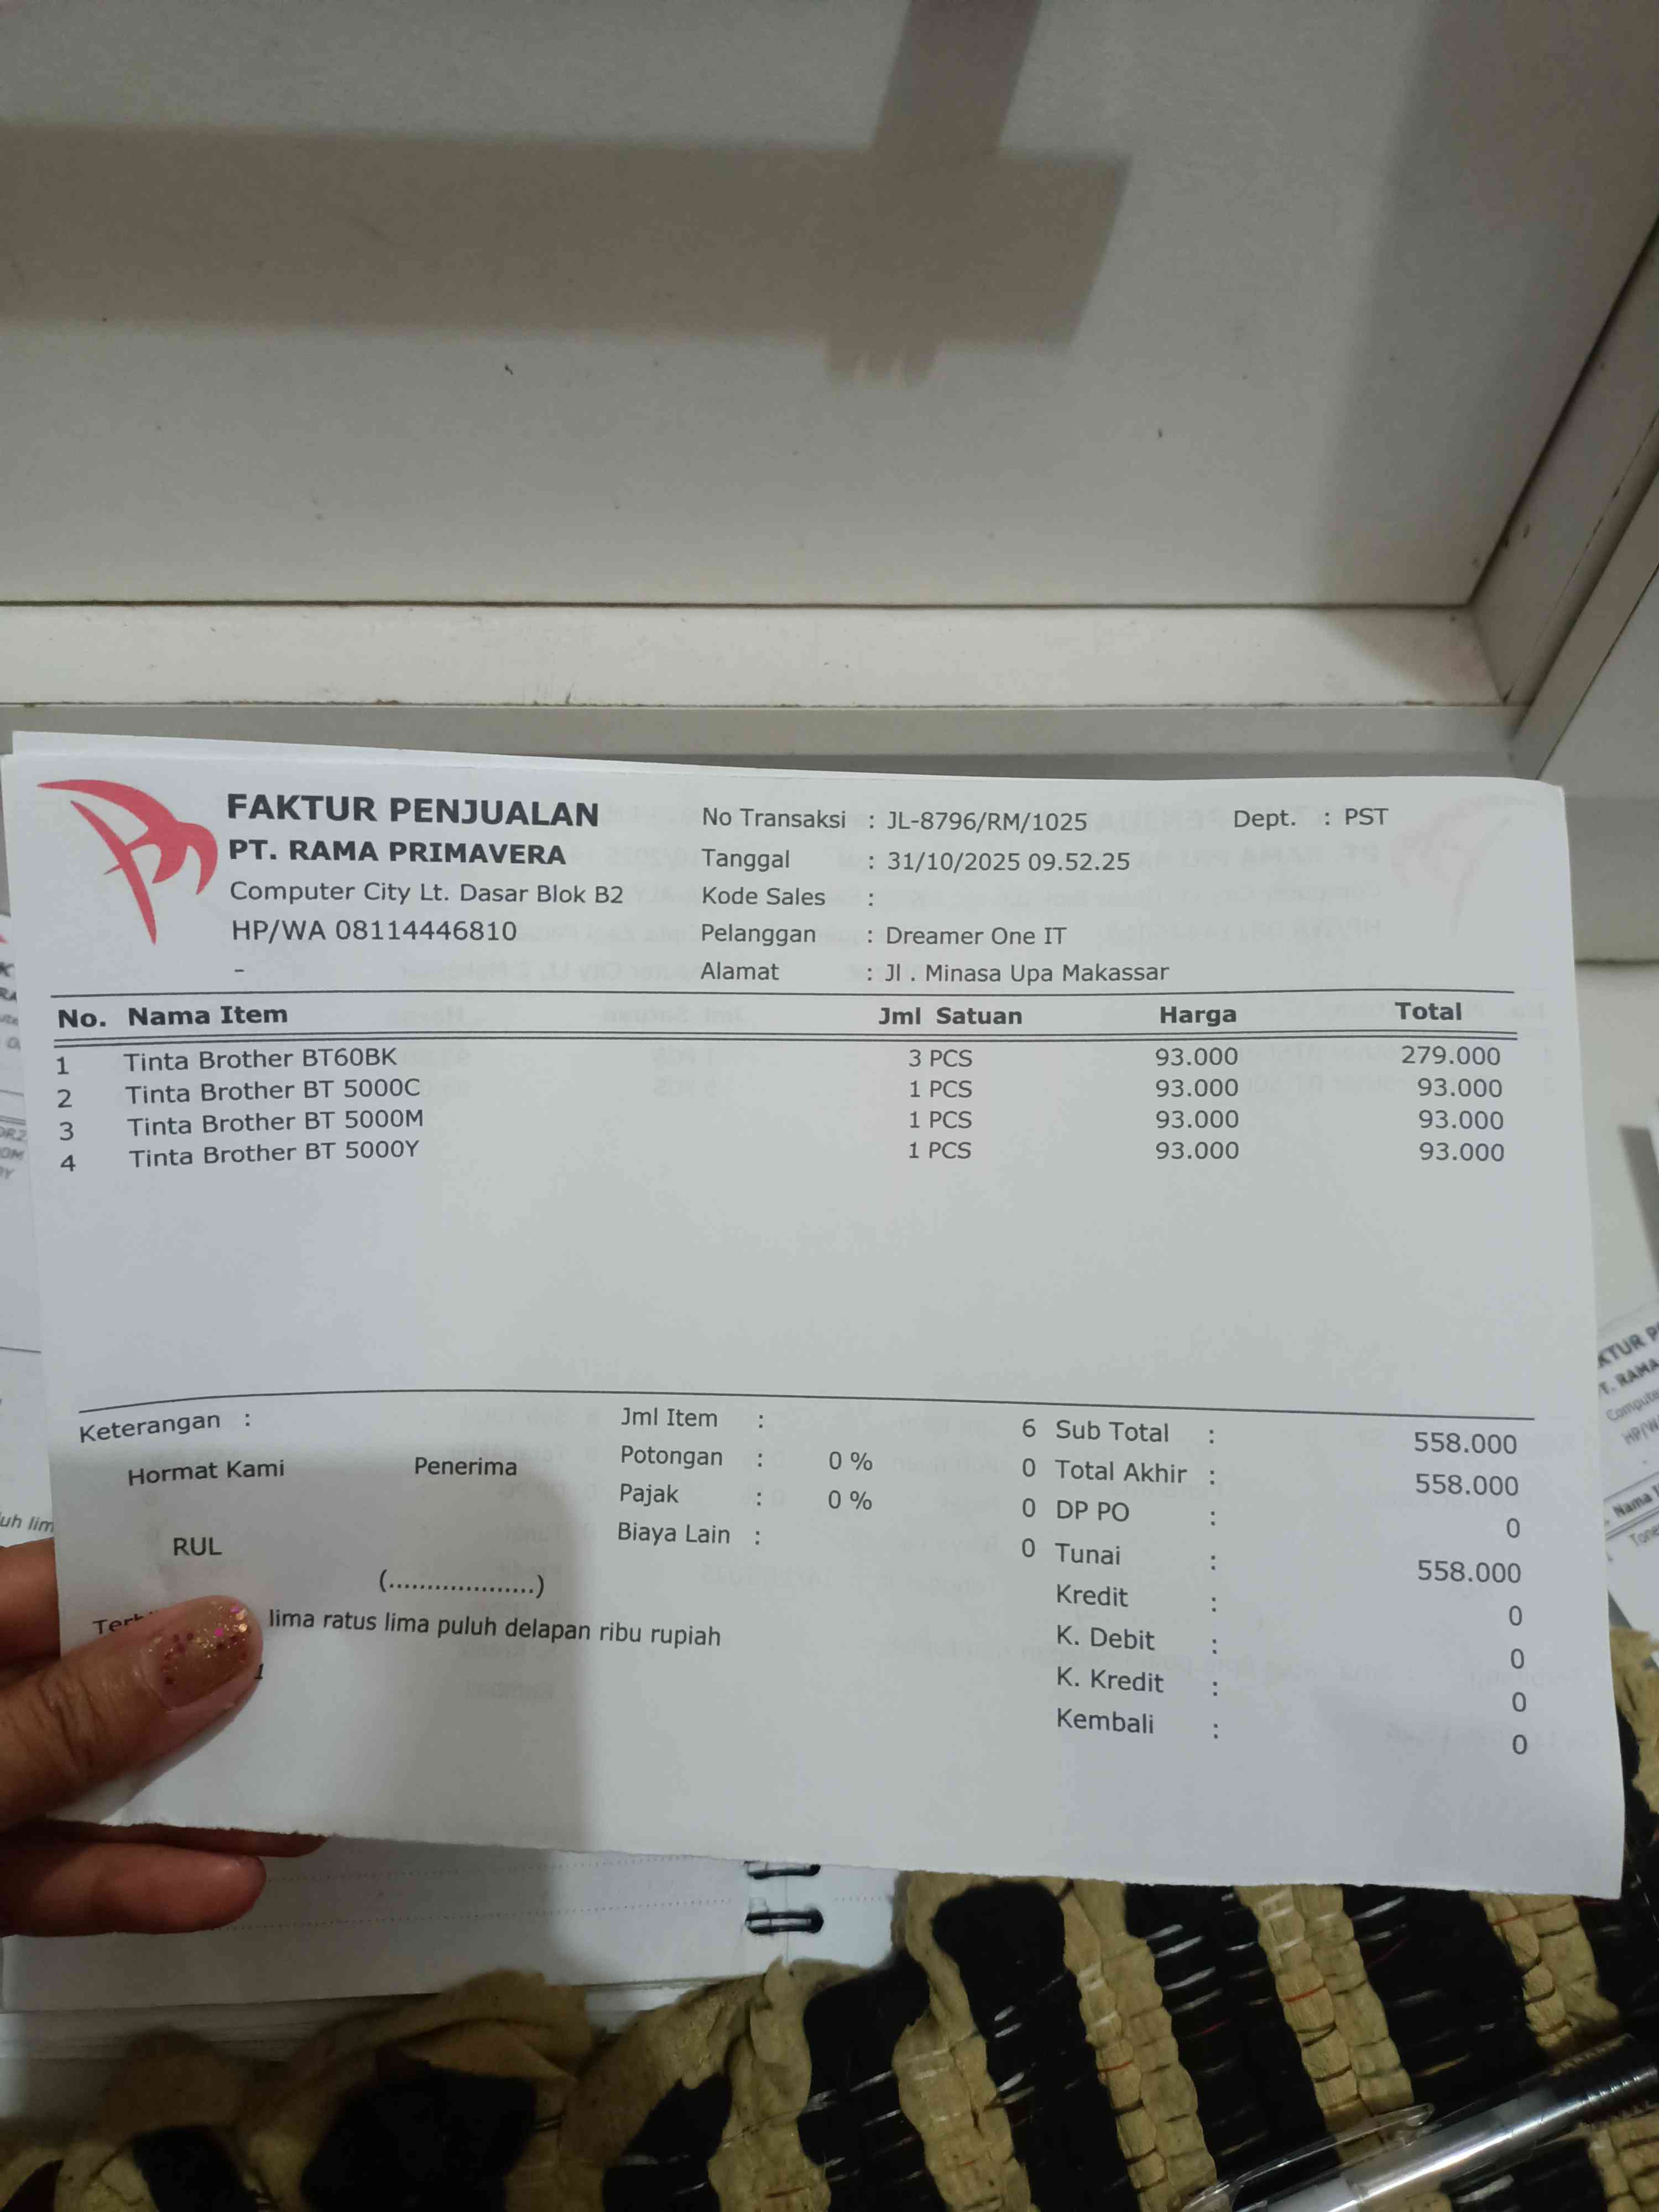 FAKTUR PENJUALAN
PT. RAMA PRIMAVERA
Computer City Lt. Dasar Blok B2
HP/WA 08114446810
-
No Transaksi : JL-8796/RM/1025 Dept. : PST
Tanggal : 31/10/2025 09.52.25
Kode Sales :
Pelanggan : Dreamer One IT
Alamat : Jl . Minasa Upa Makassar
No. Nama Item Jml Satuan Harga Total
1 Tinta Brother BT60BK 3 PCS 93.000 279.000
2 Tinta Brother BT 5000C 1 PCS 93.000 93.000
3 Tinta Brother BT 5000M 1 PCS 93.000 93.000
4 Tinta Brother BT 5000Y 1 PCS 93.000 93.000
Keterangan :
Hormat Kami Penerima
RUL
(...................)
lima ratus lima puluh delapan ribu rupiah
Jml Item : 6
Potongan : 0 % 0
Pajak : 0 % 0
Biaya Lain : 0
Sub Total : 558.000
Total Akhir : 558.000
DP PO : 0
Tunai : 558.000
Kredit : 0
K. Debit : 0
K. Kredit : 0
Kembali : 0